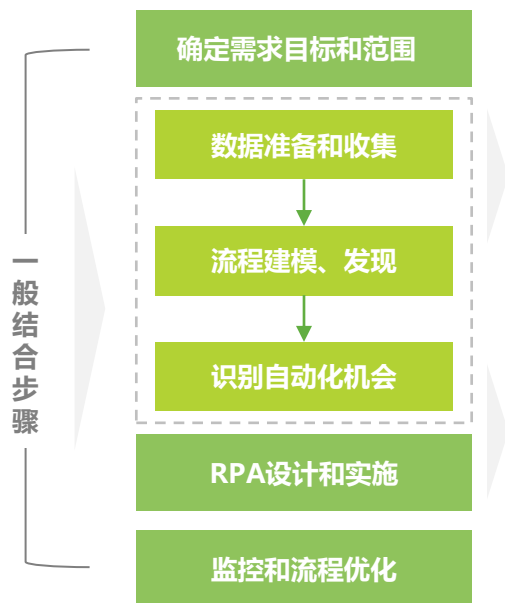 确定需求目标和范围
数据准备和收集
流程建模、发现
识别自动化机会
RPA设计和实施
监控和流程优化
一般结合步骤